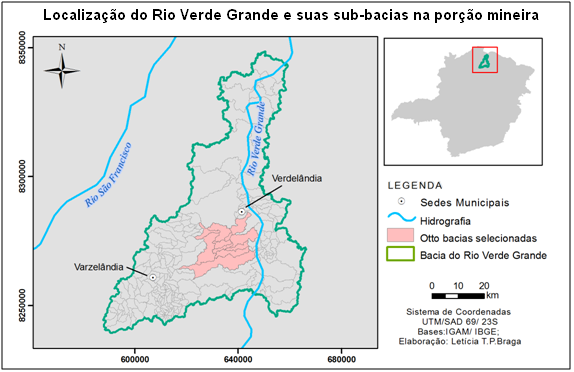 Localização do Rio Verde Grande e suas sub-bacias na porção mineira
N
8550000
8300000
8250000
600000
640000
680000
Rio São Francisco
Rio Verde Grande
Verdelândia
Varzelândia
LEGENDA
Sedes Municipais
Hidrografia
Otto bacias selecionadas
Bacia do Rio Verde Grande
0 10 20
km
Sistema de Coordenadas
UTM/SAD 69/ 23S
Bases:IGAM/ IBGE;
Elaboração: Letícia T.P.Braga